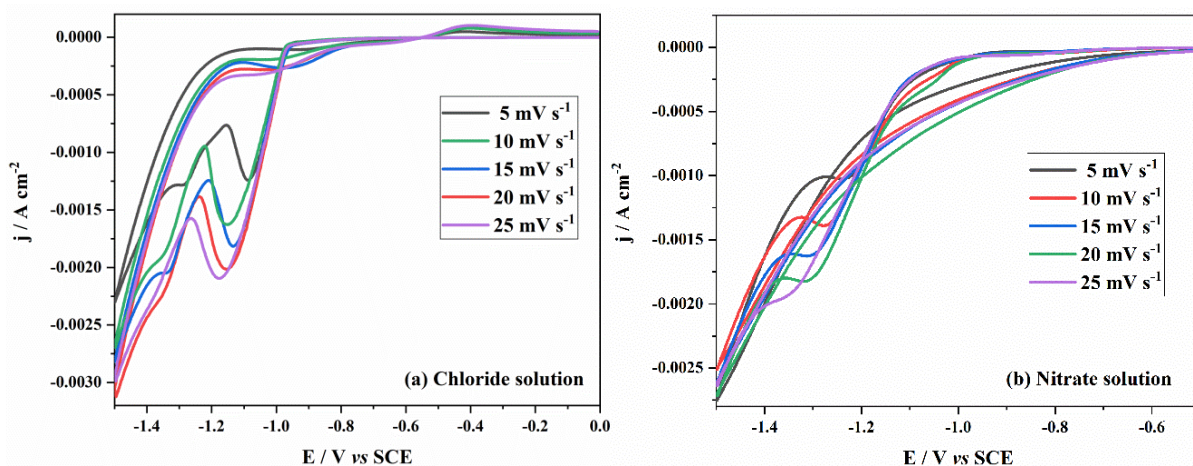 0.0000
-0.0005
-0.0010
-0.0015
-0.0020
-0.0025
-0.0030
j / A cm-2
5 mV s-1
10 mV s-1
15 mV s-1
20 mV s-1
25 mV s-1
(a) Chloride solution
-1.4 -1.2 -1.0 -0.8 -0.6 -0.4 -0.2 0.0
E / V vs SCE
0.0000
-0.0005
-0.0010
-0.0015
-0.0020
-0.0025
j / A cm-2
5 mV s-1
10 mV s-1
15 mV s-1
20 mV s-1
25 mV s-1
(b) Nitrate solution
-1.4 -1.2 -1.0 -0.8 -0.6
E / V vs SCE